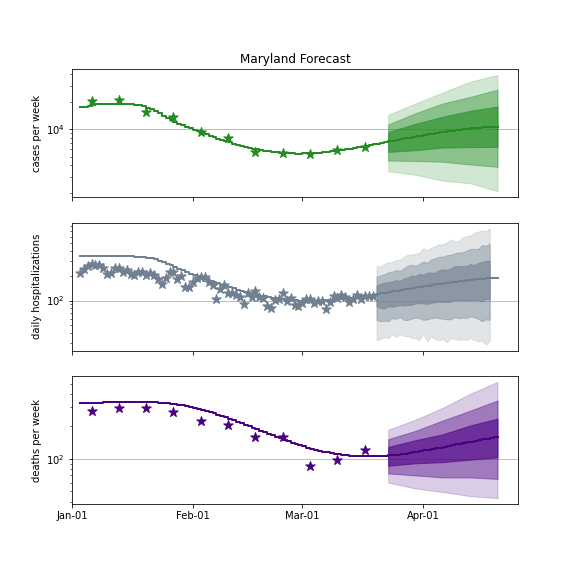 Maryland Forecast
cases per week
10⁴
daily hospitalizations
10²
deaths per week
10²
Jan-01 Feb-01 Mar-01 Apr-01